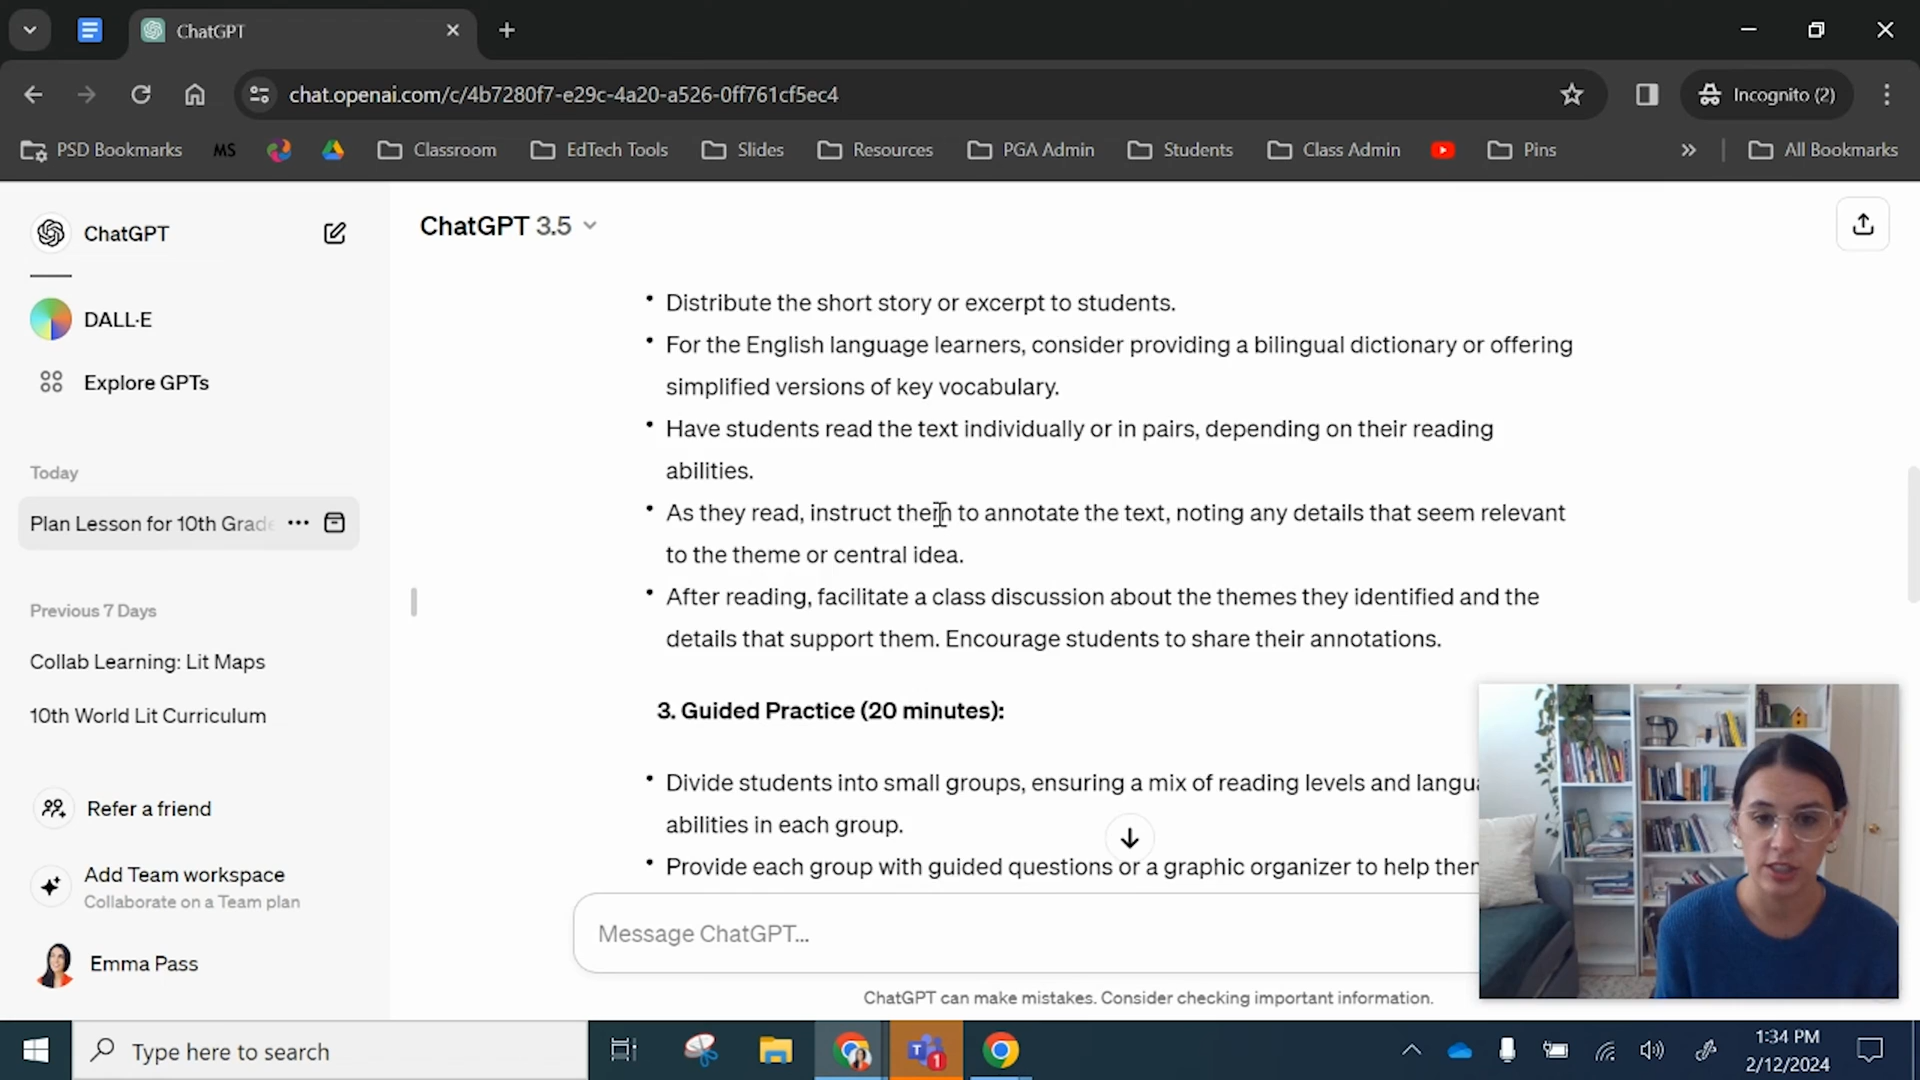 ChatGPT
chat.openai.com/c/4b7280f7-e29c-4a20-a526-0ff761cf5ec4
Incognito (2)
PSD Bookmarks
MS
Classroom
EdTech Tools
Slides
Resources
PGA Admin
Students
Class Admin
Pins
All Bookmarks
ChatGPT
DALL·E
Explore GPTs
Today
Plan Lesson for 10th Grade
Previous 7 Days
Collab Learning: Lit Maps
10th World Lit Curriculum
Refer a friend
Add Team workspace
Collaborate on a Team plan
Emma Pass
ChatGPT 3.5
• Distribute the short story or excerpt to students.
• For the English language learners, consider providing a bilingual dictionary or offering
simplified versions of key vocabulary.
• Have students read the text individually or in pairs, depending on their reading
abilities.
• As they read, instruct them to annotate the text, noting any details that seem relevant
to the theme or central idea.
• After reading, facilitate a class discussion about the themes they identified and the
details that support them. Encourage students to share their annotations.
3. Guided Practice (20 minutes):
• Divide students into small groups, ensuring a mix of reading levels and langua
abilities in each group.
• Provide each group with guided questions or a graphic organizer to help them
Message ChatGPT...
ChatGPT can make mistakes. Consider checking important information.
Type here to search
T
1
1:34 PM
2/12/2024